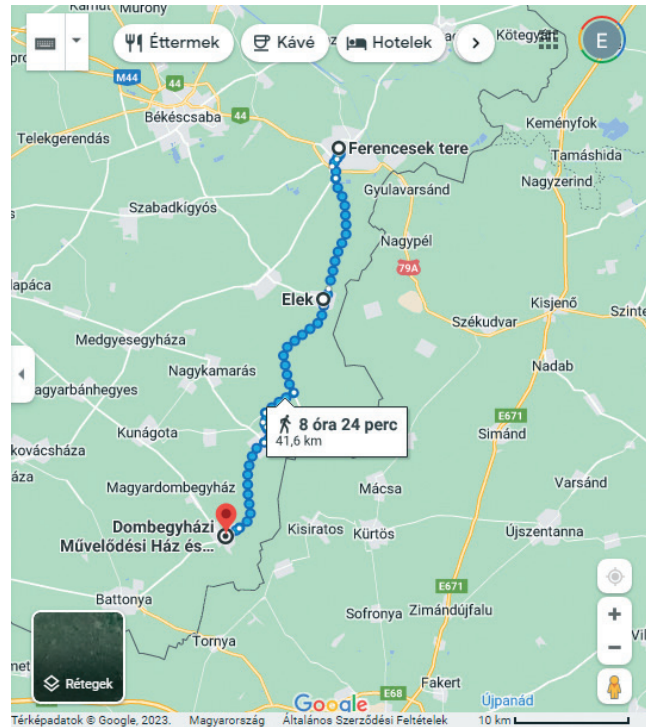 Kamut
Murony
Éttermek
Kávé
Hotelek
Kötegyán
E
M44
44
44
44
Békéscsaba
Telekgerendás
Ferencesek tere
Keményfok
Tamáshida
Gyulavarsánd
Nagyzerind
Szabadkígyós
Nagypél
79A
Elek
Kisjenő
Székudvar
Medgyesegyháza
Nagykamarás
Nadab
E671
8 óra 24 perc
41,6 km
Kunágota
Simánd
Magyardombegyház
Mácsa
Varsánd
Dombegyházi
Művelődési Ház és...
Kisiratos
Kürtös
Újszentanna
Battonya
E671
Sofronya
Zimándújfalu
Tornya
Rétegek
Fakert
Google
E68
Újpanád
Térképadatok © Google, 2023.
Magyarország
Általános Szerződési Feltételek
10 km